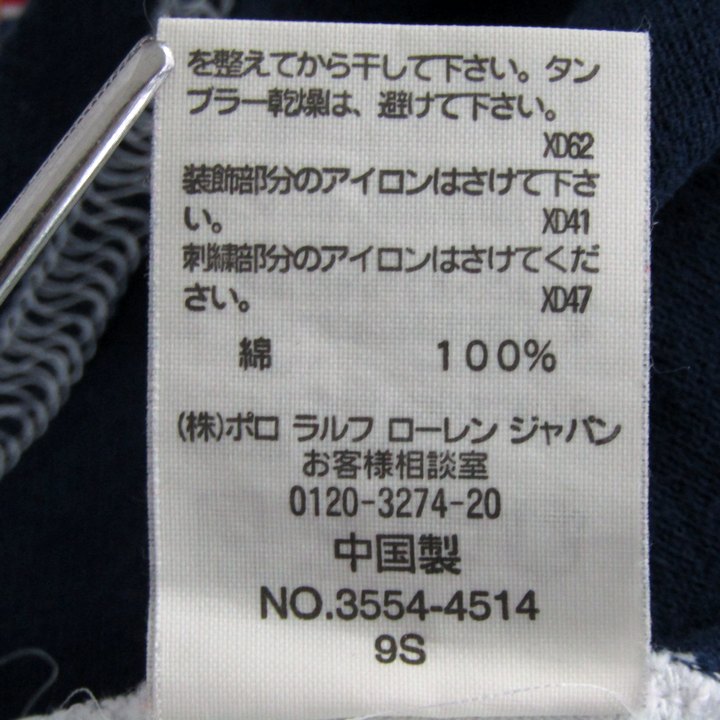 を整えてから干して下さい。タン
ブラー乾燥は、避けて下さい。
XD62
装飾部分のアイロンはさけて下さ
い。 XD41
刺繍部分のアイロンはさけてくだ
さい。 XD47
綿 100%
(株)ポロ ラルフ ローレン ジャパン
お客様相談室
0120-3274-20
中国製
NO.3554-4514
9S